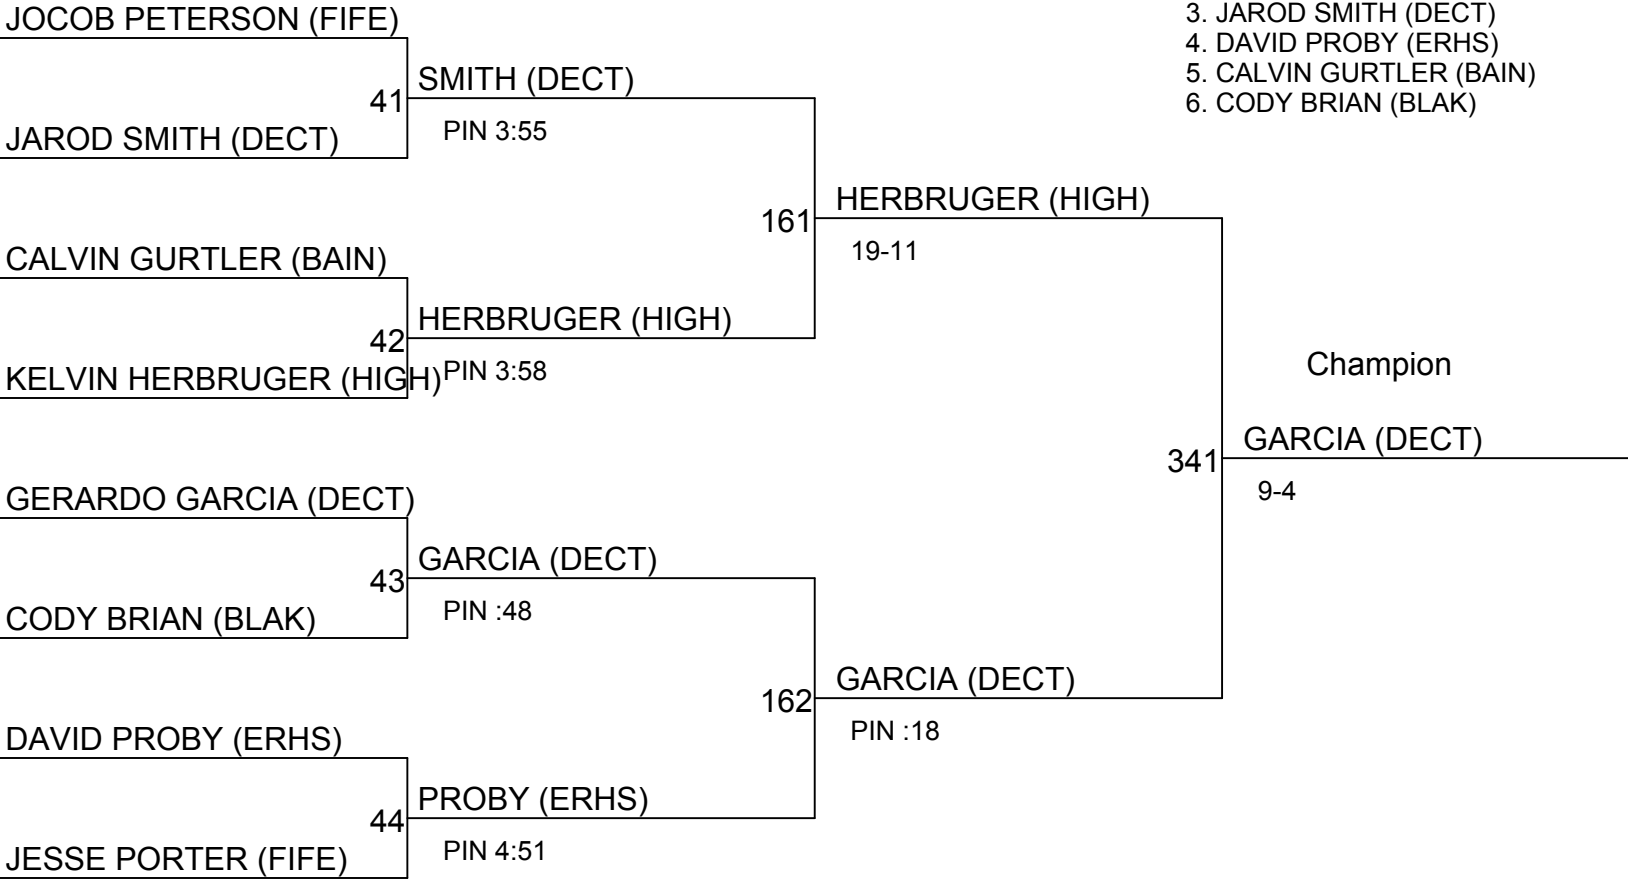 JOCOB PETERSON (FIFE)
3. JAROD SMITH (DECT)
4. DAVID PROBY (ERHS)
5. CALVIN GURTLER (BAIN)
6. CODY BRIAN (BLAK)
SMITH (DECT)
41
PIN 3:55
JAROD SMITH (DECT)
HERBRUGER (HIGH)
161
19-11
CALVIN GURTLER (BAIN)
HERBRUGER (HIGH)
42
PIN 3:58
KELVIN HERBRUGER (HIGH)
Champion
GARCIA (DECT)
341
9-4
GERARDO GARCIA (DECT)
GARCIA (DECT)
43
PIN :48
CODY BRIAN (BLAK)
GARCIA (DECT)
162
PIN :18
DAVID PROBY (ERHS)
PROBY (ERHS)
44
PIN 4:51
JESSE PORTER (FIFE)